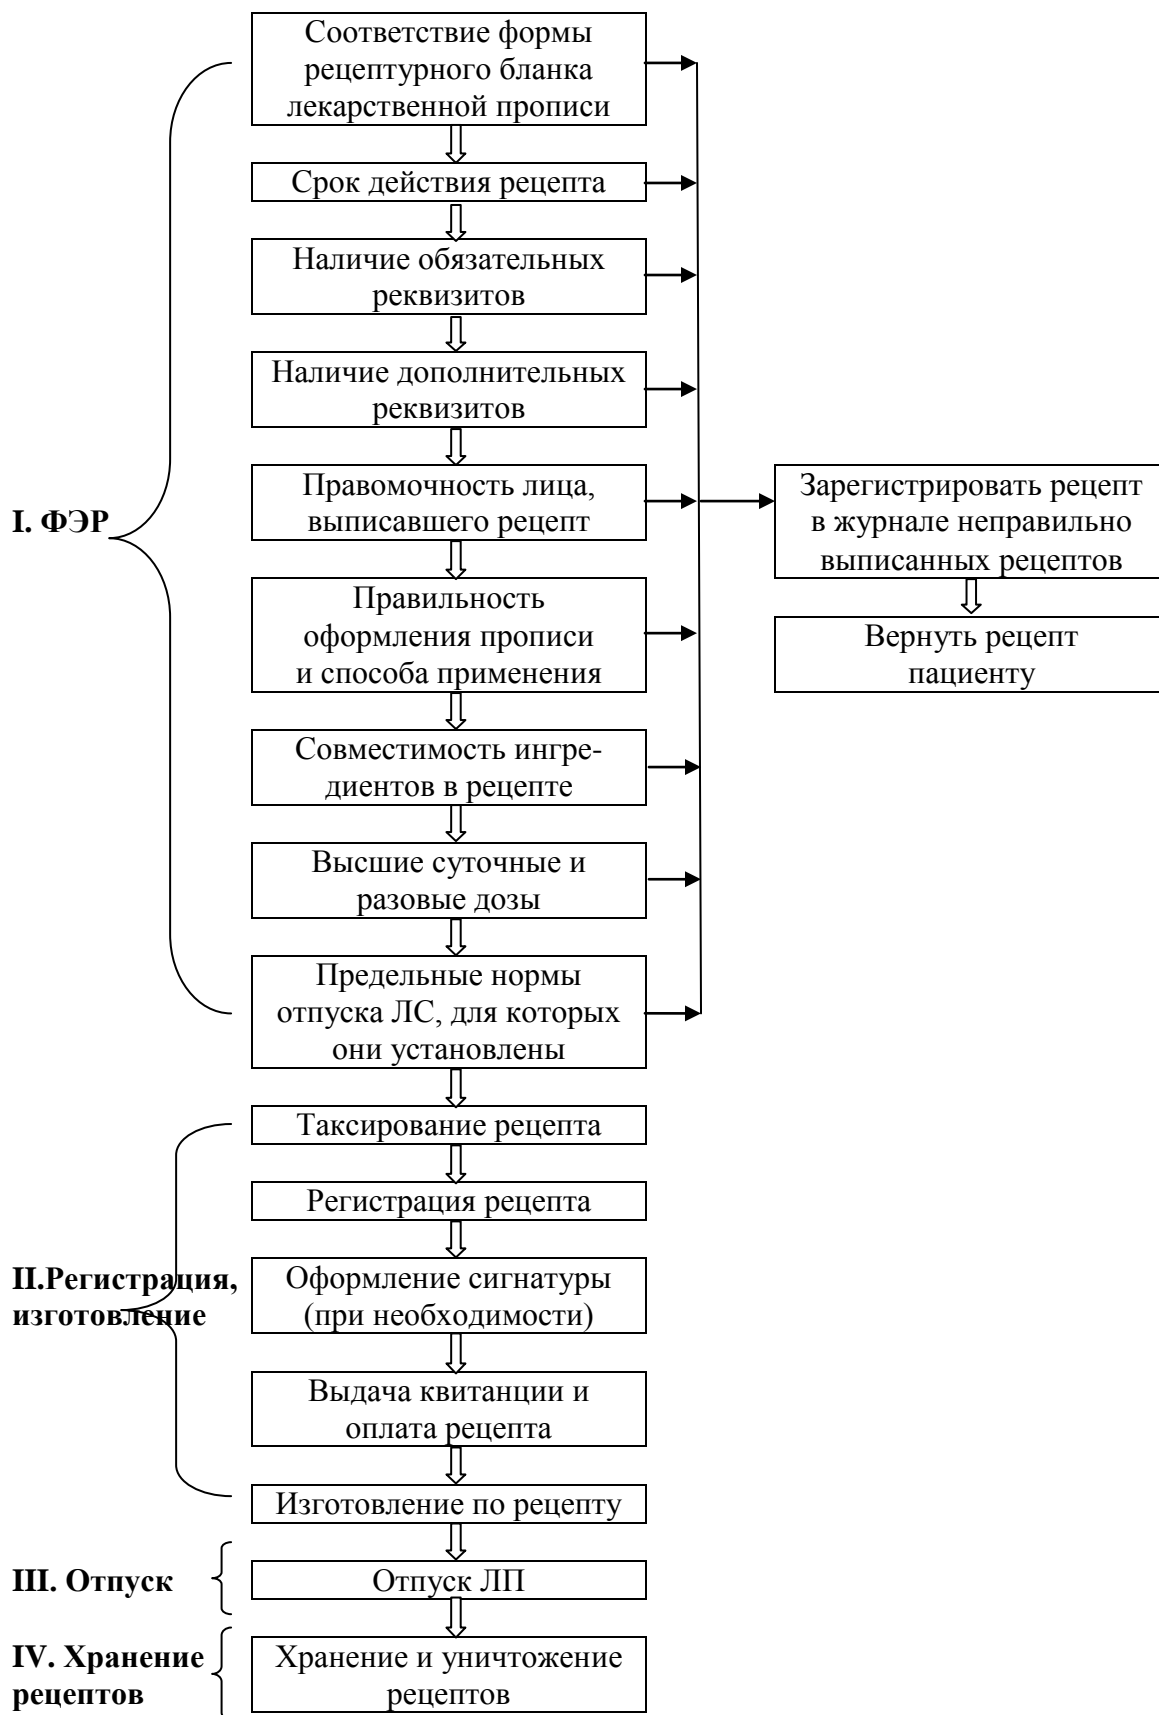 Соответствие формы
рецептурного бланка
лекарственной прописи
Срок действия рецепта
Наличие обязательных
реквизитов
Наличие дополнительных
реквизитов
I. ФЭР
Правомочность лица,
выписавшего рецепт
Зарегистрировать рецепт
в журнале неправильно
выписанных рецептов
Правильность
оформления прописи
и способа применения
Вернуть рецепт
пациенту
Совместимость ингре-
диентов в рецепте
Высшие суточные и
разовые дозы
Предельные нормы
отпуска ЛС, для которых
они установлены
Таксирование рецепта
Регистрация рецепта
II.Регистрация,
изготовление
Оформление сигнатуры
(при необходимости)
Выдача квитанции и
оплата рецепта
Изготовление по рецепту
III. Отпуск
Отпуск ЛП
IV. Хранение
рецептов
Хранение и уничтожение
рецептов